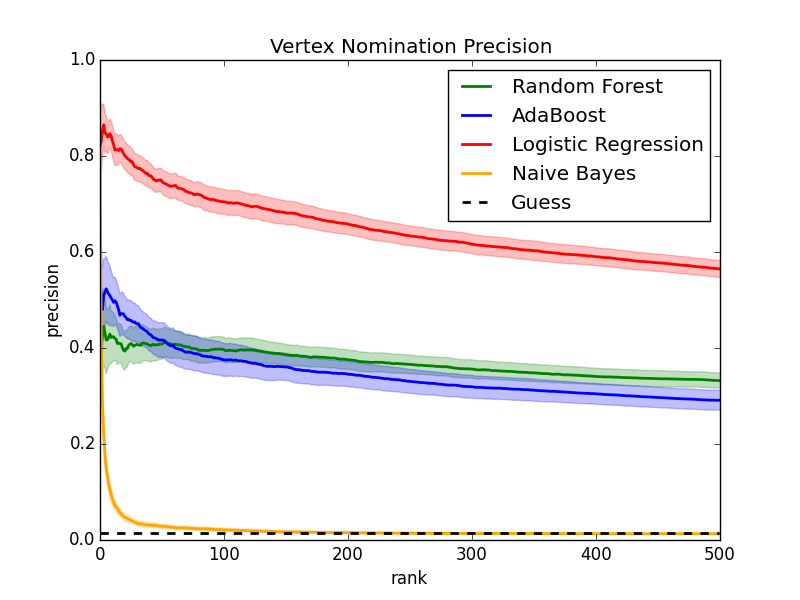 Vertex Nomination Precision
1.0
0.8
0.6
0.4
0.2
0.0
precision
Random Forest
AdaBoost
Logistic Regression
Naive Bayes
Guess
0 100 200 300 400 500
rank